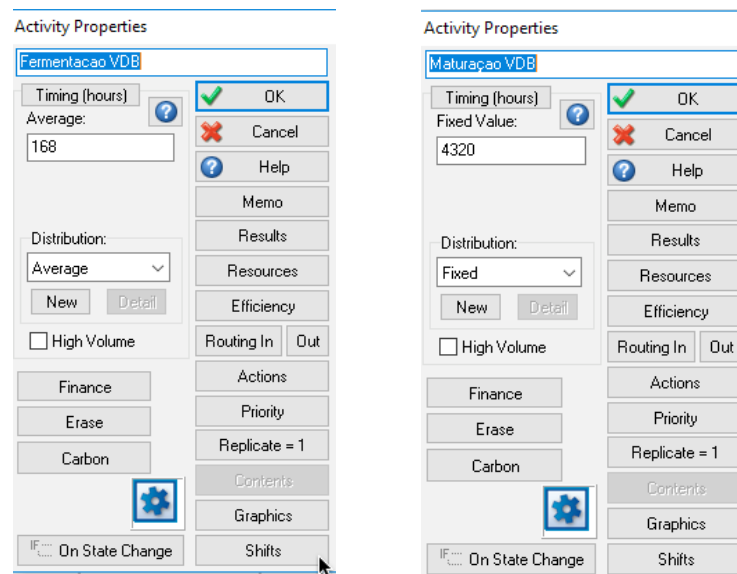 Activity Properties
Fermentacao VDB
Timing (hours)
Average:
168
Distribution:
Average
New
Detail
High Volume
Finance
Erase
Carbon
IF
On State Change
OK
Cancel
Help
Memo
Results
Resources
Efficiency
Routing In
Out
Actions
Priority
Replicate = 1
Contents
Graphics
Shifts
Activity Properties
Maturaçao VDB
Timing (hours)
Fixed Value:
4320
Distribution:
Fixed
New
Detail
High Volume
Finance
Erase
Carbon
IF
On State Change
OK
Cancel
Help
Memo
Results
Resources
Efficiency
Routing In
Out
Actions
Priority
Replicate = 1
Contents
Graphics
Shifts